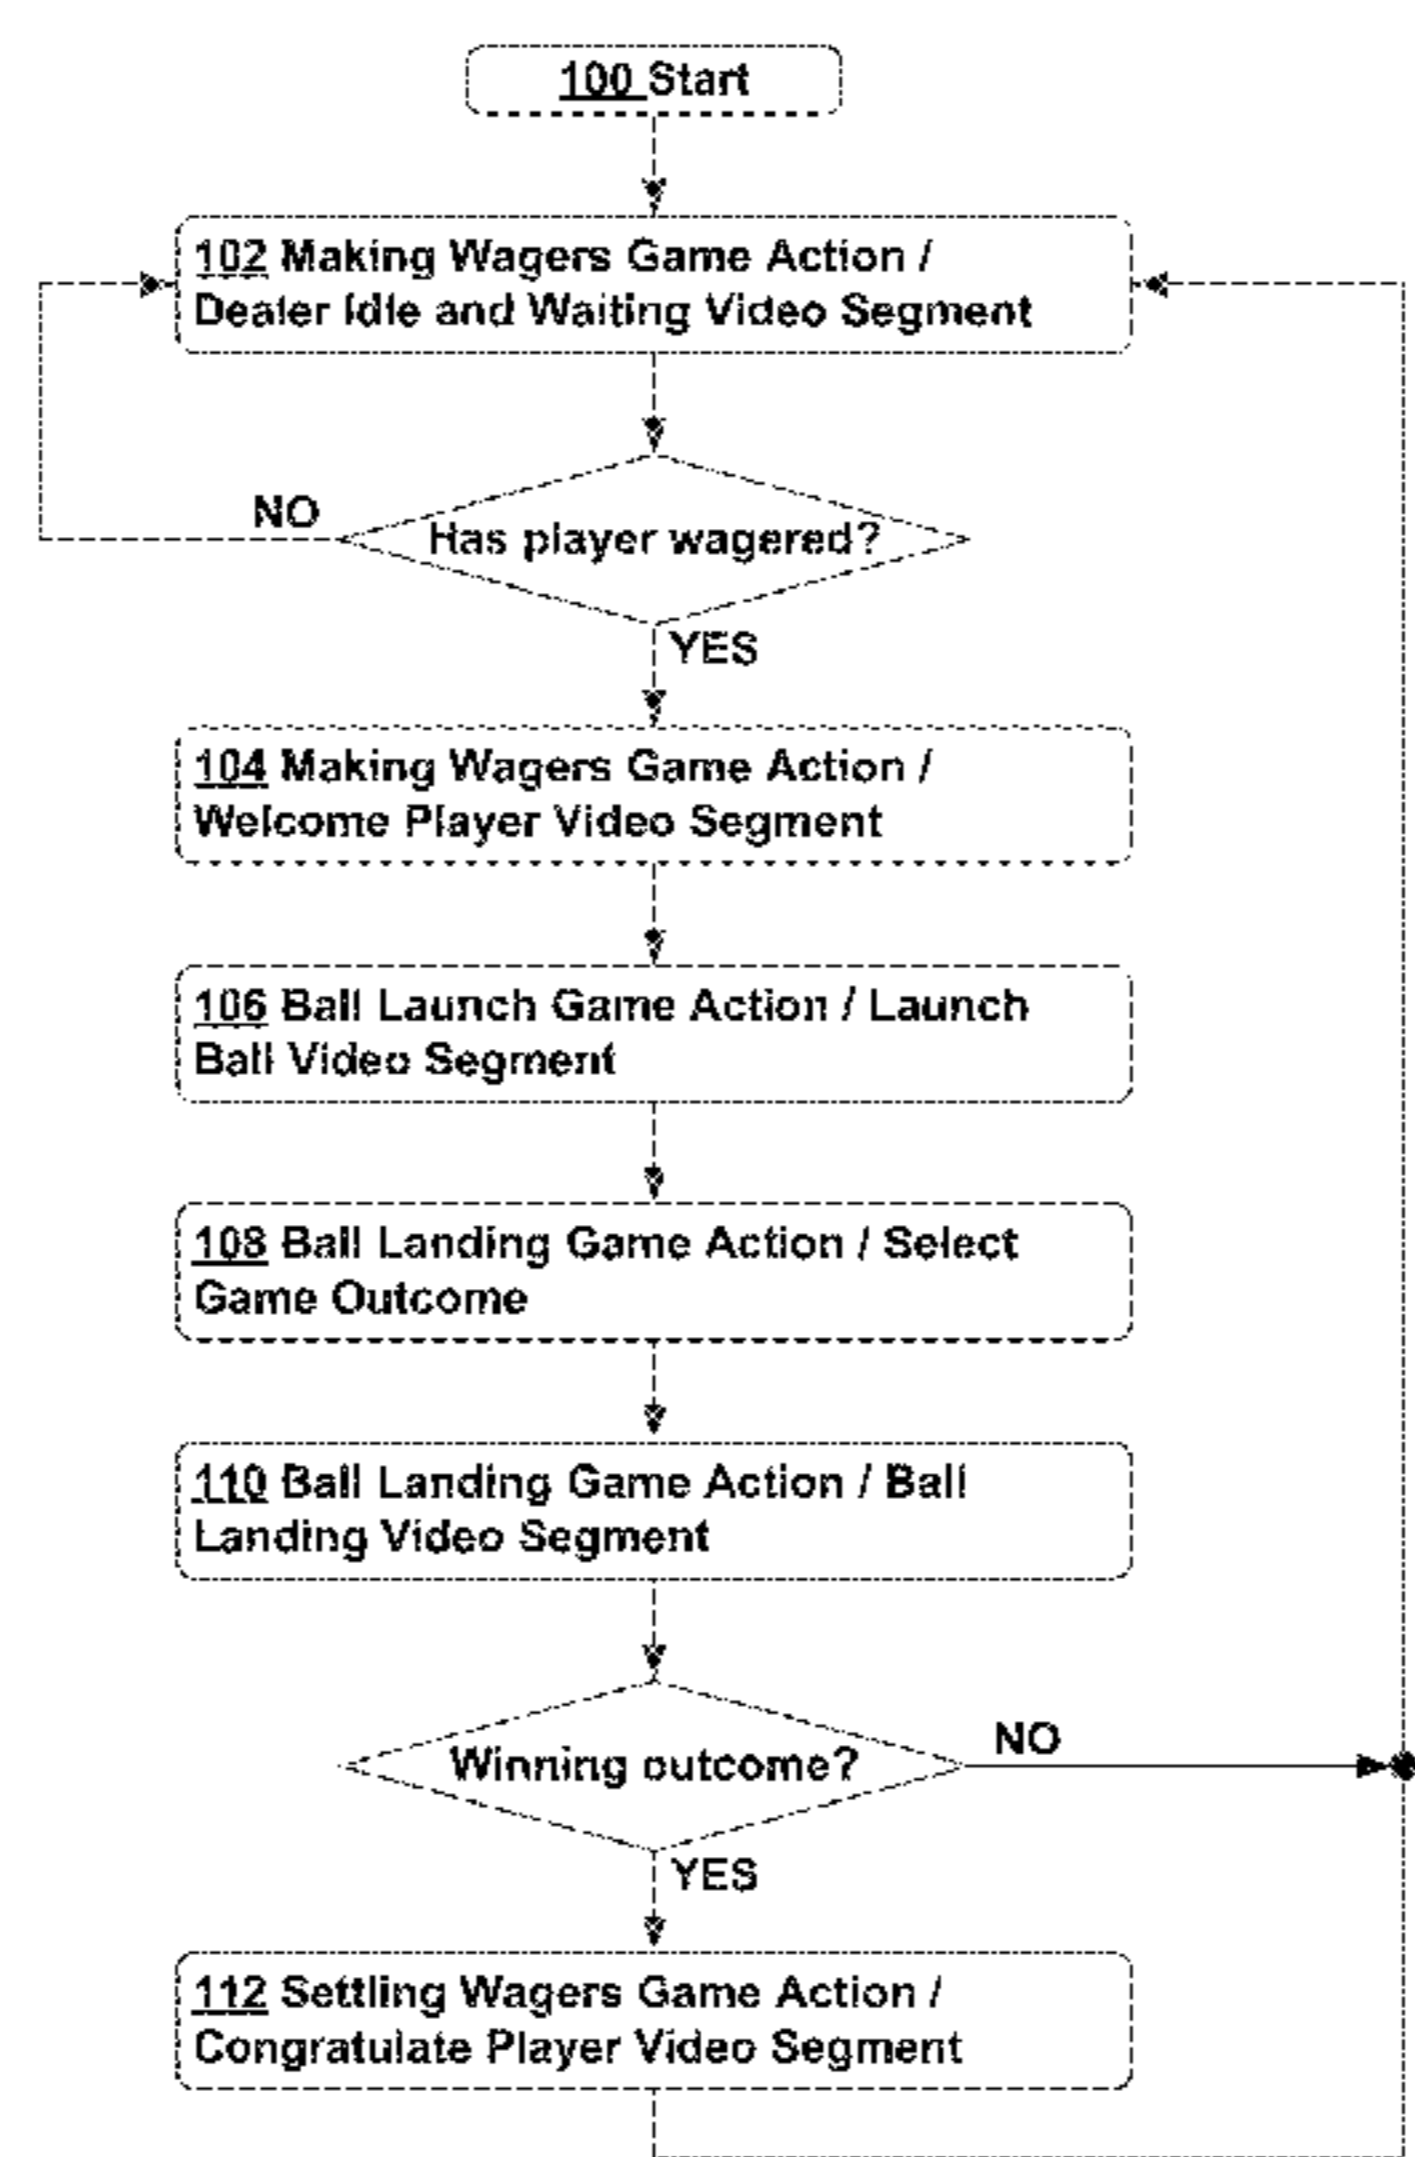 100 Start
102 Making Wagers Game Action /
Dealer Idle and Waiting Video Segment
NO
Has player wagered?
YES
104 Making Wagers Game Action /
Welcome Player Video Segment
106 Ball Launch Game Action / Launch
Ball Video Segment
108 Ball Landing Game Action / Select
Game Outcome
110 Ball Landing Game Action / Ball
Landing Video Segment
NO
Winning outcome?
YES
112 Settling Wagers Game Action /
Congratulate Player Video Segment